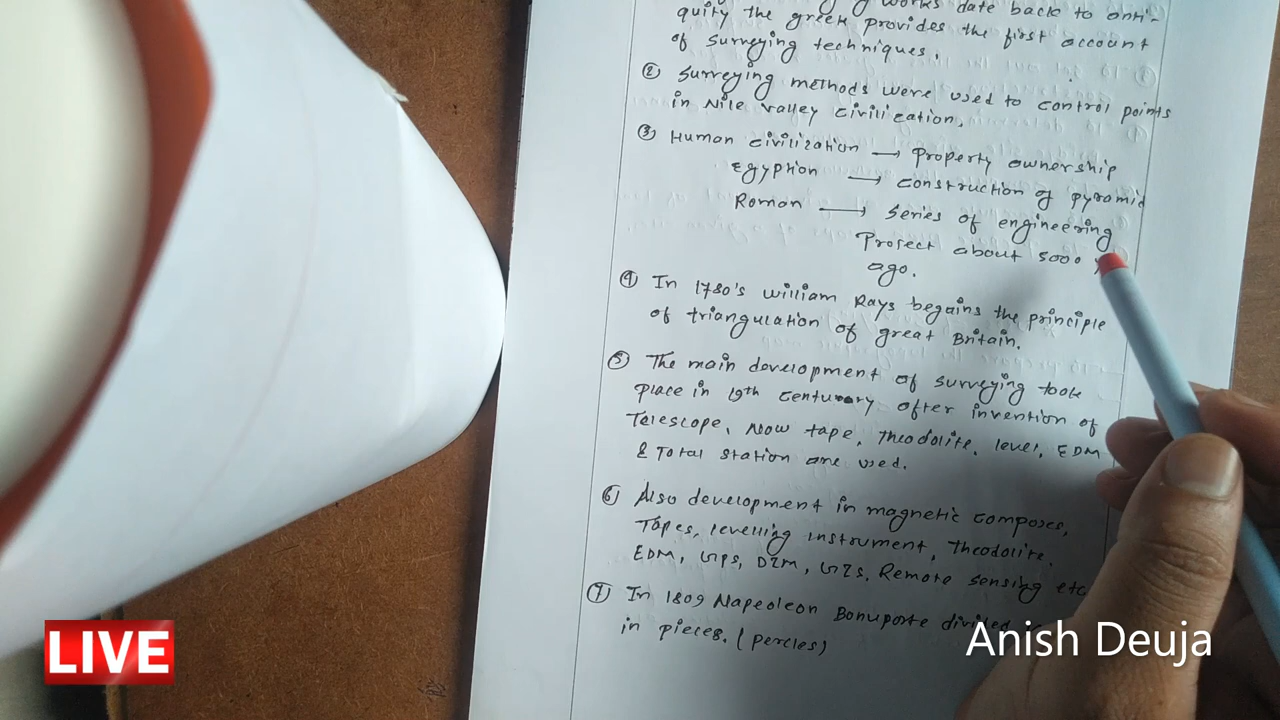 works date back to anti-
quity the greek provides the first account
of surveying techniques.
② Surveying methods were used to control points
in Nile valley civilization.
③ Human civilization → Property ownership
Egyption → construction of pyramid
Roman → series of engineering
Project about 5000 y
ago.
④ In 1780's william Rays begains the principle
of triangulation of great Britain.
⑤ The main development of surveying took
place in 19th centuary after invention of
Telescope, Now tape, Theodolite, level, EDM
& Total station are used.
⑥ Also development in magnetic composes,
Tapes, levelling instrument, Theodolite,
EDM, GPS, DTM, GIS, Remote sensing etc
⑦ In 1809 Napeoleon Bonuporte divided
in pieces. (percles)
LIVE
Anish Deuja